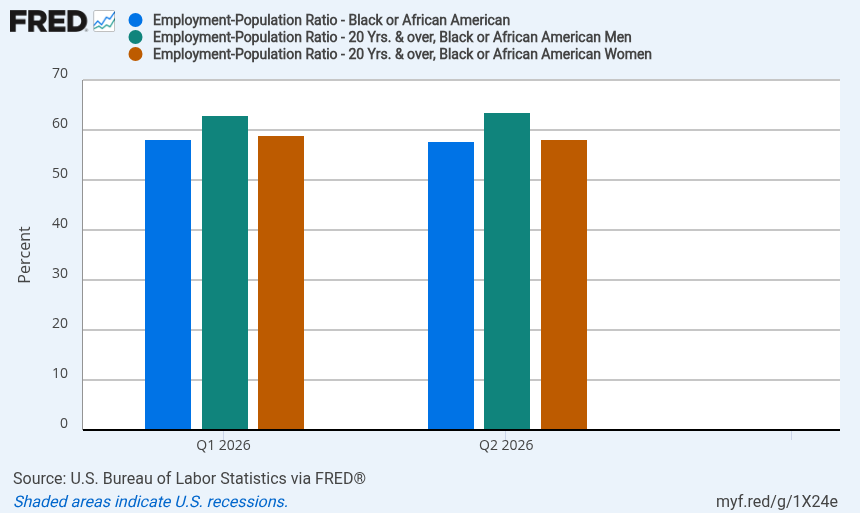 FRED
Employment-Population Ratio - Black or African American
Employment-Population Ratio - 20 Yrs. & over, Black or African American Men
Employment-Population Ratio - 20 Yrs. & over, Black or African American Women
70
60
50
40
30
20
10
0
Percent
Q1 2026
Q2 2026
Source: U.S. Bureau of Labor Statistics via FRED®
Shaded areas indicate U.S. recessions.
myf.red/g/1X24e